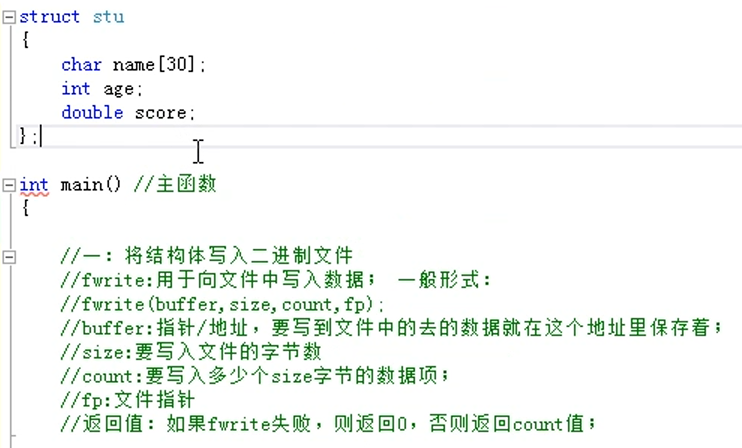 struct stu
{
char name[30];
int age;
double score;
};
int main() //主函数
{
//一: 将结构体写入二进制文件
//fwrite:用于向文件中写入数据; 一般形式:
//fwrite(buffer,size,count,fp);
//buffer:指针/地址，要写到文件中的去的数据就在这个地址里保存着;
//size:要写入文件的字节数
//count:要写入多少个size字节的数据项;
//fp:文件指针
//返回值: 如果fwrite失败，则返回0，否则返回count值;